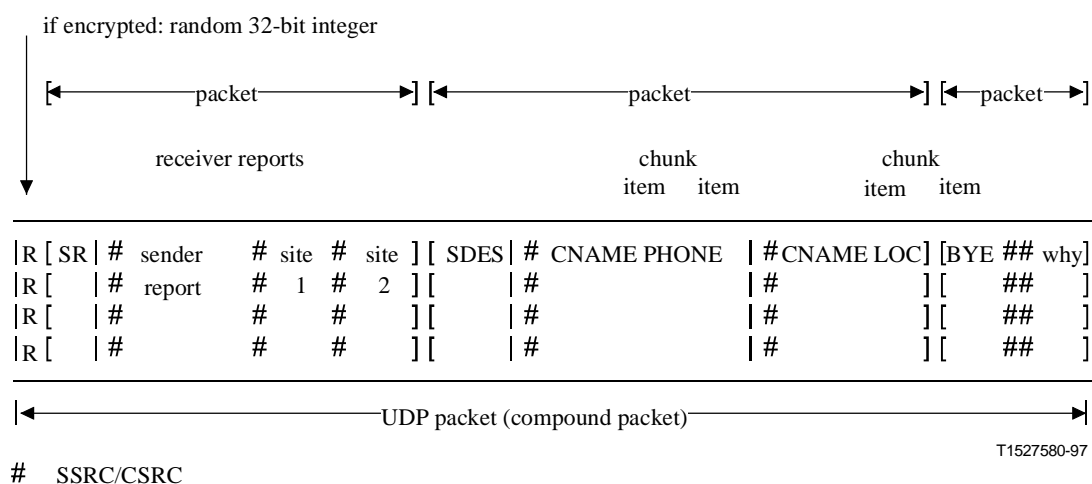 if encrypted: random 32-bit integer
[ packet ] [ packet ] [ packet ]
receiver reports chunk chunk
item item item item
|R [ SR | # sender # site # site ] [ SDES | # CNAME PHONE | # CNAME LOC] [BYE ## why]
|R [ | # report # 1 # 2 ] [ | # | # ] [ ## ]
|R [ | # # # ] [ | # | # ] [ ## ]
|R [ | # # # ] [ | # | # ] [ ## ]
UDP packet (compound packet)
T1527580-97
# SSRC/CSRC